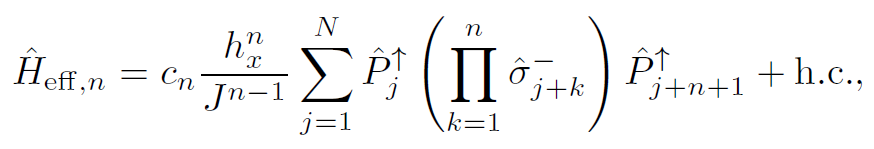 $\hat{H}_{\mathrm{eff},n} = c_n \frac{h_x^n}{J^{n-1}} \sum_{j=1}^{N} \hat{P}_j^{\uparrow} \left( \prod_{k=1}^{n} \hat{\sigma}_{j+k}^{-} \right) \hat{P}_{j+n+1}^{\uparrow} + \mathrm{h.c.},$